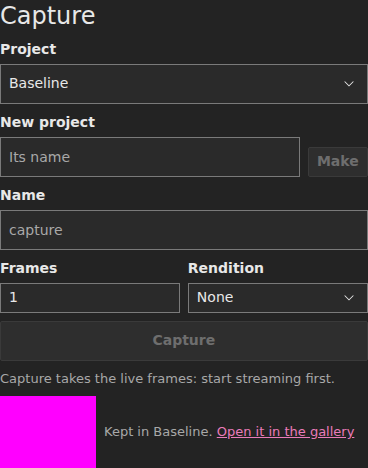 Capture
Project
Baseline
New project
Its name
Make
Name
capture
Frames
Rendition
1
None
Capture
Capture takes the live frames: start streaming first.
Kept in Baseline. Open it in the gallery